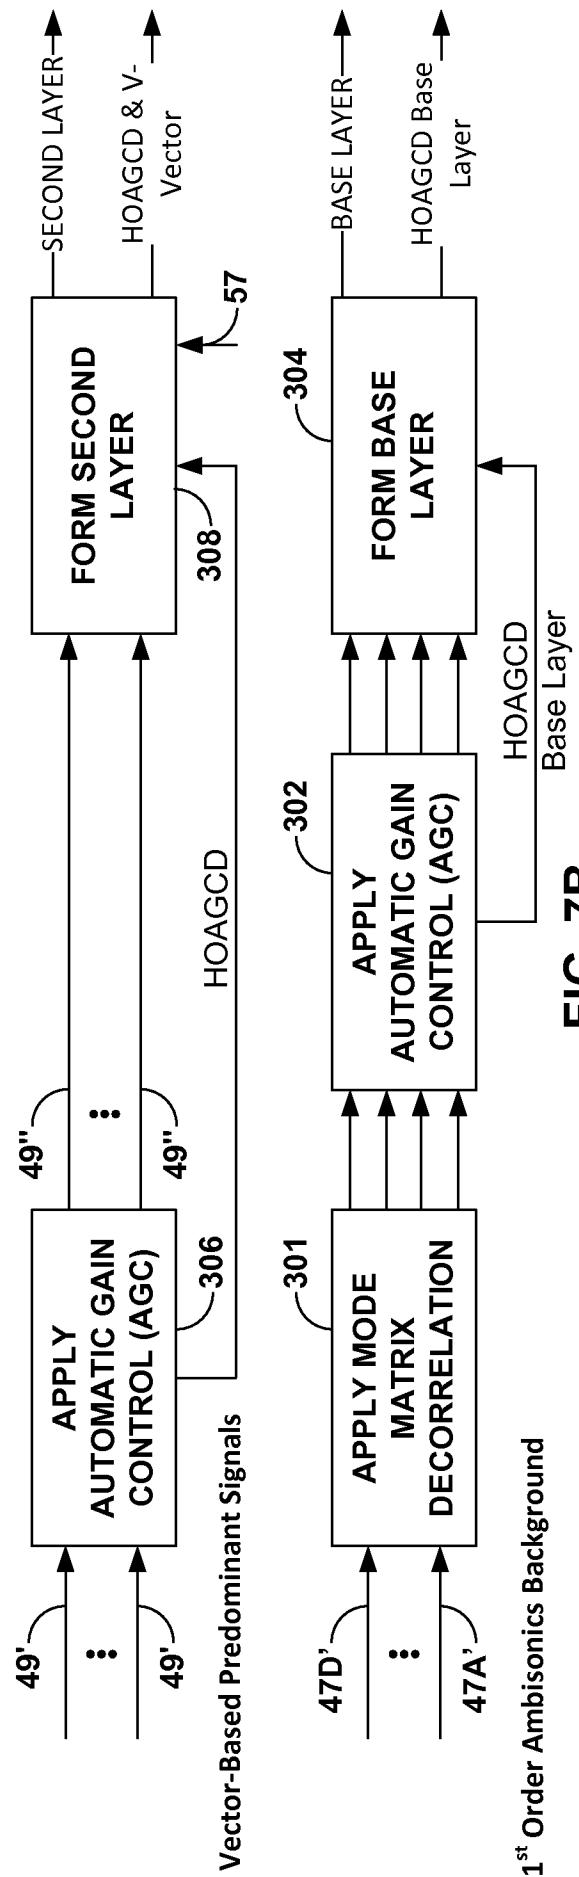 49'
49'
Vector-Based Predominant Signals
APPLY
AUTOMATIC GAIN
CONTROL (AGC)
306
49"
49"
HOAGCD
FORM SECOND
LAYER
308
57
SECOND LAYER
HOAGCD & V-
Vector
47D'
47A'
1st Order Ambisonics Background
APPLY MODE
MATRIX
DECORRELATION
301
APPLY
AUTOMATIC GAIN
CONTROL (AGC)
302
HOAGCD
Base Layer
FORM BASE
LAYER
304
BASE LAYER
HOAGCD Base
Layer